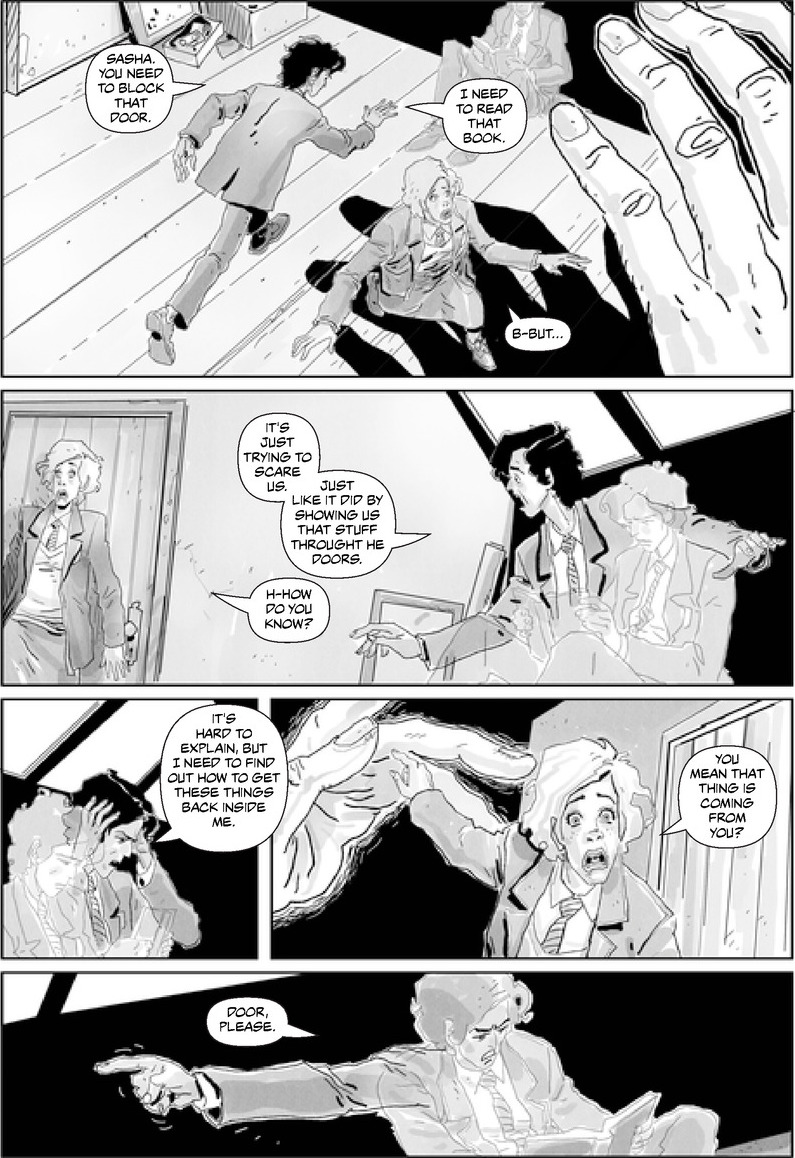 SASHA.
YOU NEED
TO BLOCK
THAT
DOOR.
I NEED
TO READ
THAT
BOOK.
B-BUT...
IT'S
JUST
TRYING TO
SCARE
US.
JUST
LIKE IT DID BY
SHOWING US
THAT STUFF
THROUGHT HE
DOORS.
H-HOW
DO YOU
KNOW?
IT'S
HARD TO
EXPLAIN, BUT
I NEED TO FIND
OUT HOW TO GET
THESE THINGS
BACK INSIDE
ME.
YOU
MEAN THAT
THING IS
COMING
FROM
YOU?
DOOR,
PLEASE.